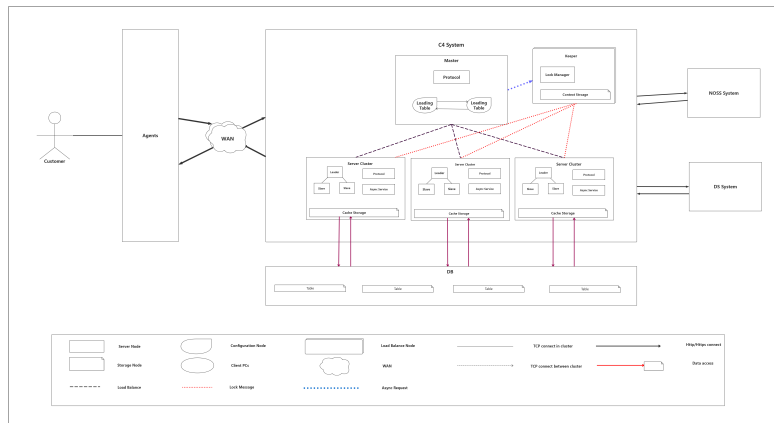 C4 System
Master
Protocol
Loading
Table
Loading
Table
Keeper
Lock Manager
Context Storage
NOSS System
DS System
Customer
Agents
WAN
Server Cluster
Leader
Slave
Slave
Protocol
Async Service
Cache Storage
Server Cluster
Leader
Slave
Slave
Protocol
Async Service
Cache Storage
Server Cluster
Leader
Slave
Slave
Protocol
Async Service
Cache Storage
DB
Table
Table
Table
Table
Server Node
Configuration Node
Load Balance Node
TCP connect in cluster
Http/Https connect
Storage Node
Client PCs
WAN
TCP connect between cluster
Data access
Load Balance
Lock Message
Async Request